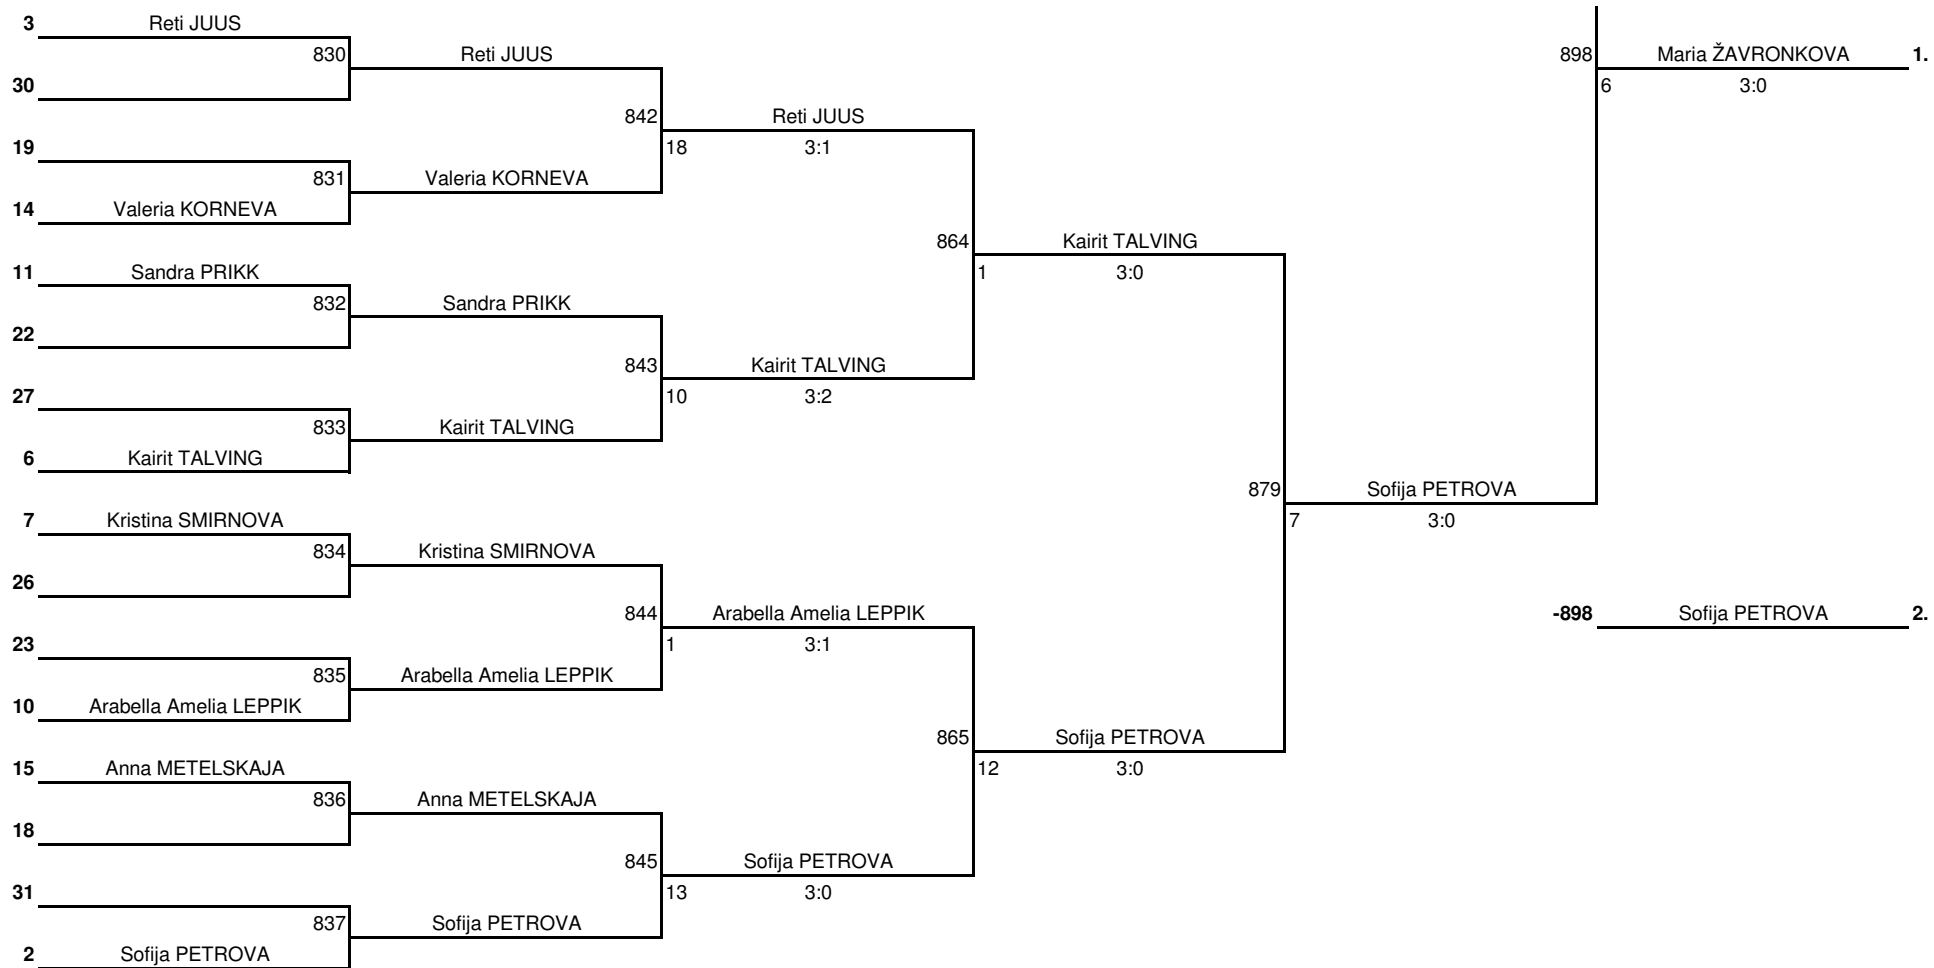 3 Reti JUUS
830 Reti JUUS 898 Maria ŽAVRONKOVA 1.
30 6 3:0
842 Reti JUUS
19 18 3:1
831 Valeria KORNEVA
14 Valeria KORNEVA
864 Kairit TALVING
11 Sandra PRIKK 1 3:0
832 Sandra PRIKK
22
843 Kairit TALVING
27 10 3:2
833 Kairit TALVING
6 Kairit TALVING
879 Sofija PETROVA
7 Kristina SMIRNOVA 7 3:0
834 Kristina SMIRNOVA
26
844 Arabella Amelia LEPPIK -898 Sofija PETROVA 2.
23 1 3:1
835 Arabella Amelia LEPPIK
10 Arabella Amelia LEPPIK
865 Sofija PETROVA
15 Anna METELSKAJA 12 3:0
836 Anna METELSKAJA
18
845 Sofija PETROVA
31 13 3:0
837 Sofija PETROVA
2 Sofija PETROVA